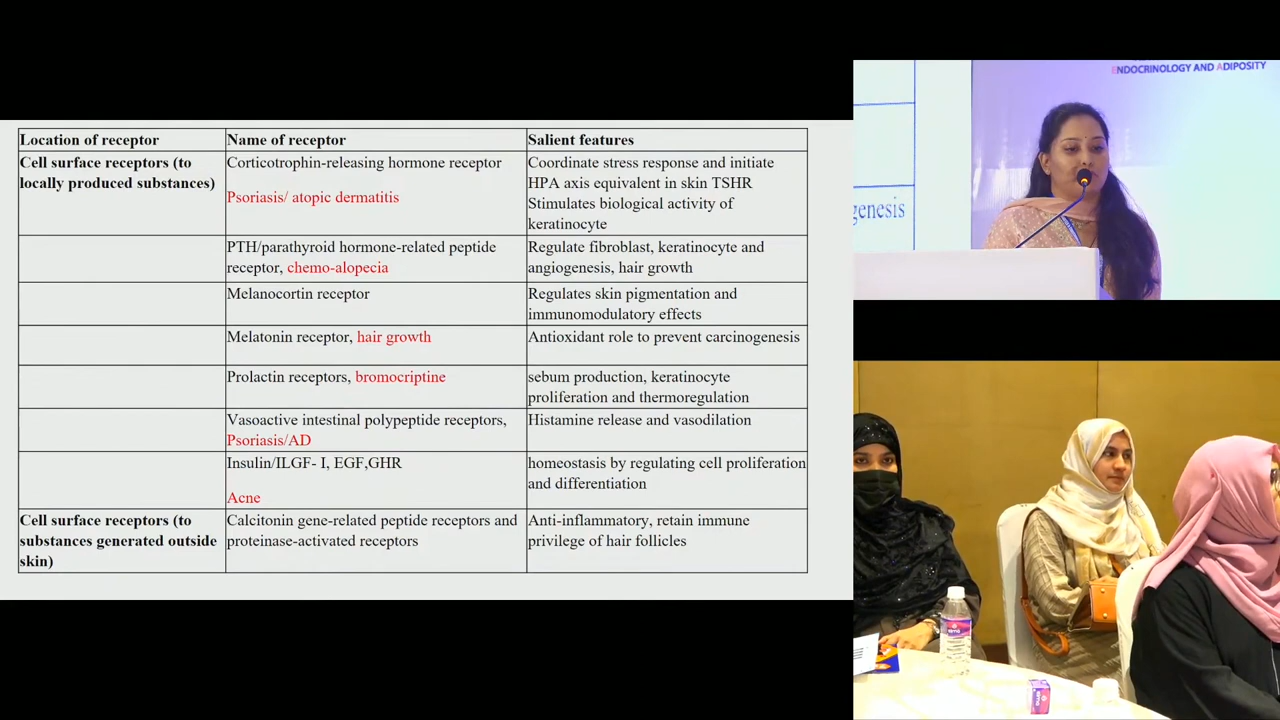 Location of receptor
Name of receptor
Salient features
Cell surface receptors (to
locally produced substances)
Corticotrophin-releasing hormone receptor
Psoriasis/ atopic dermatitis
Coordinate stress response and initiate
HPA axis equivalent in skin TSHR
Stimulates biological activity of
keratinocyte
PTH/parathyroid hormone-related peptide
receptor, chemo-alopecia
Regulate fibroblast, keratinocyte and
angiogenesis, hair growth
Melanocortin receptor
Regulates skin pigmentation and
immunomodulatory effects
Melatonin receptor, hair growth
Antioxidant role to prevent carcinogenesis
Prolactin receptors, bromocriptine
sebum production, keratinocyte
proliferation and thermoregulation
Vasoactive intestinal polypeptide receptors,
Psoriasis/AD
Histamine release and vasodilation
Insulin/ILGF- I, EGF,GHR
Acne
homeostasis by regulating cell proliferation
and differentiation
Cell surface receptors (to
substances generated outside
skin)
Calcitonin gene-related peptide receptors and
proteinase-activated receptors
Anti-inflammatory, retain immune
privilege of hair follicles
ENDOCRINOLOGY AND ADIPOSITY
genesis